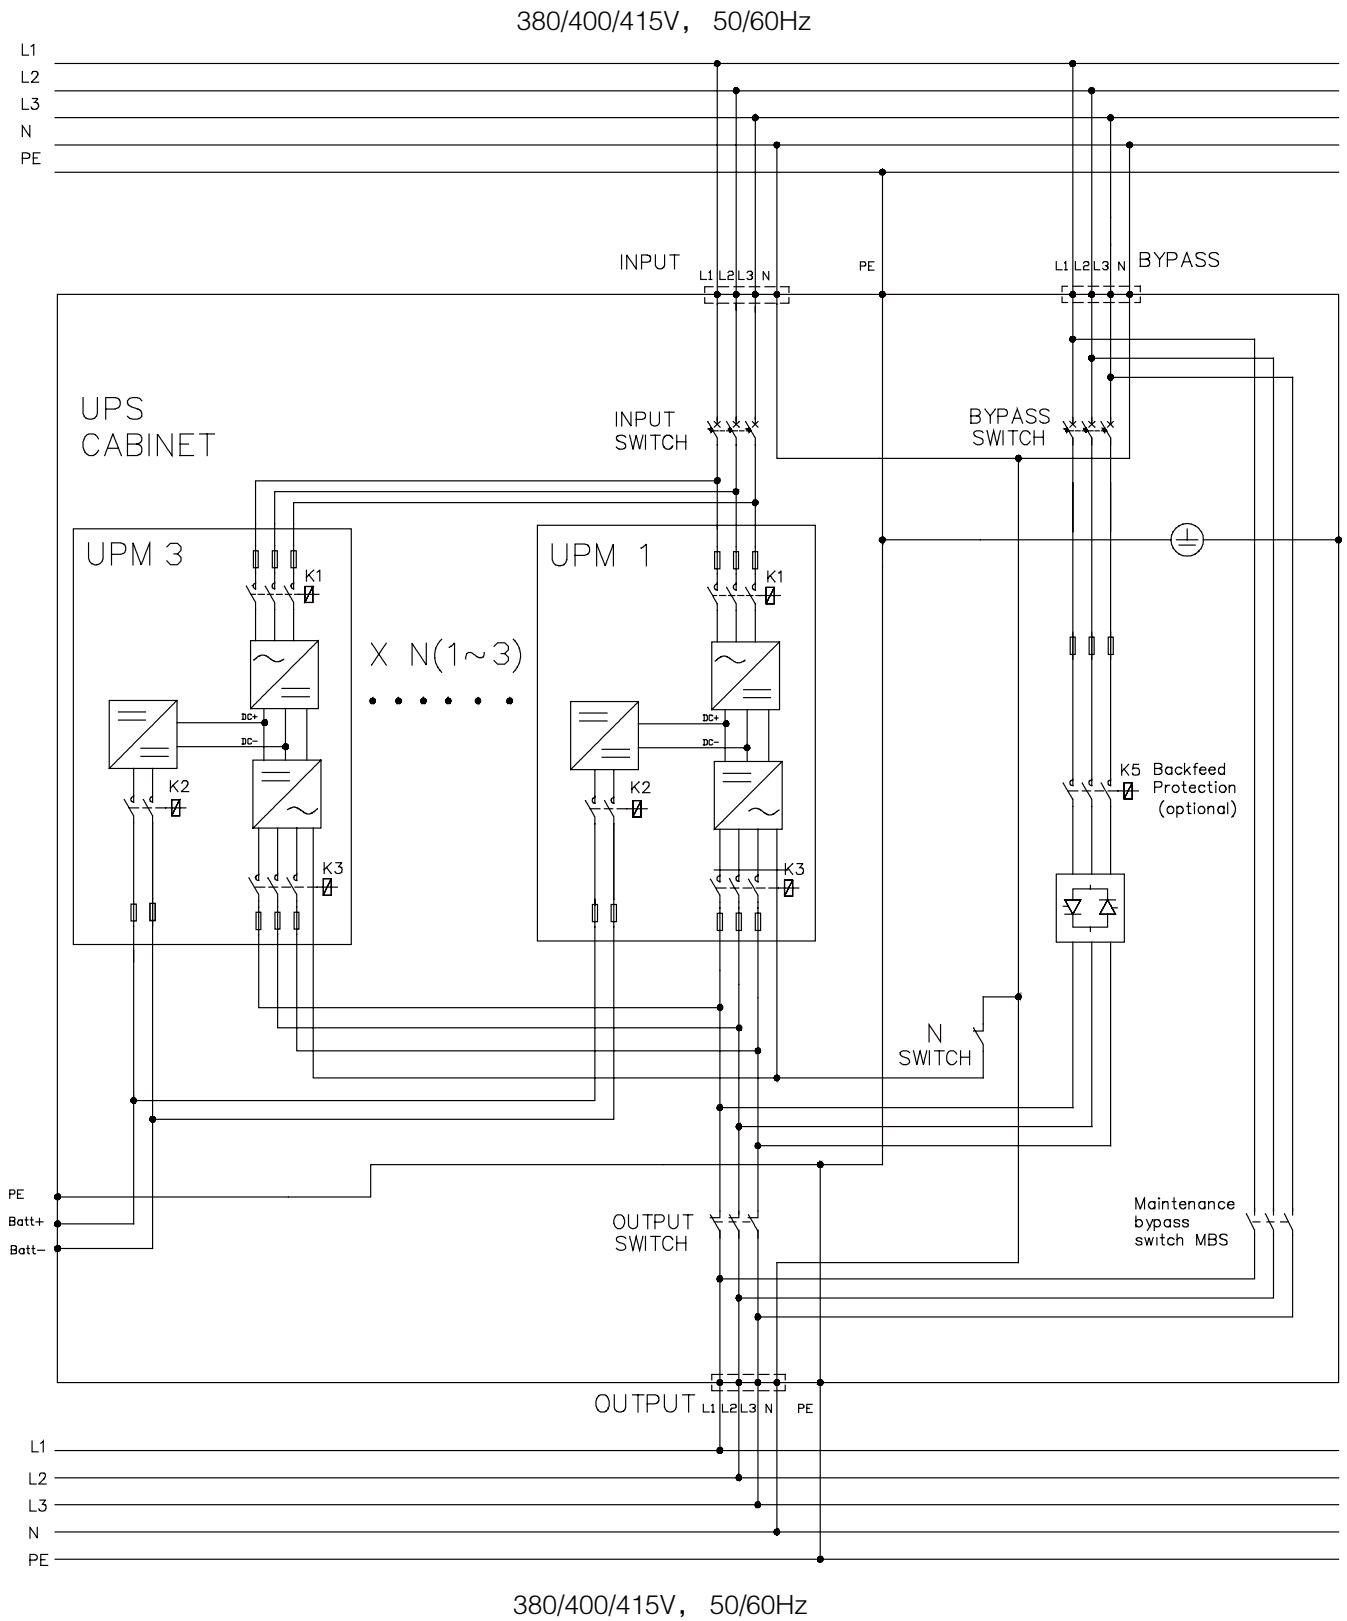 380/400/415V, 50/60Hz
L1
L2
L3
N
PE
INPUT
L1 L2 L3 N
PE
L1 L2 L3 N
BYPASS
UPS
CABINET
INPUT
SWITCH
BYPASS
SWITCH
UPM 3
UPM 1
K1
K1
X N(1~3)
DC+
DC-
DC+
DC-
K2
K2
K5 Backfeed
Protection
(optional)
K3
K3
N
SWITCH
PE
Batt+
Batt-
OUTPUT
SWITCH
Maintenance
bypass
switch MBS
OUTPUT
L1 L2 L3 N
PE
L1
L2
L3
N
PE
380/400/415V, 50/60Hz